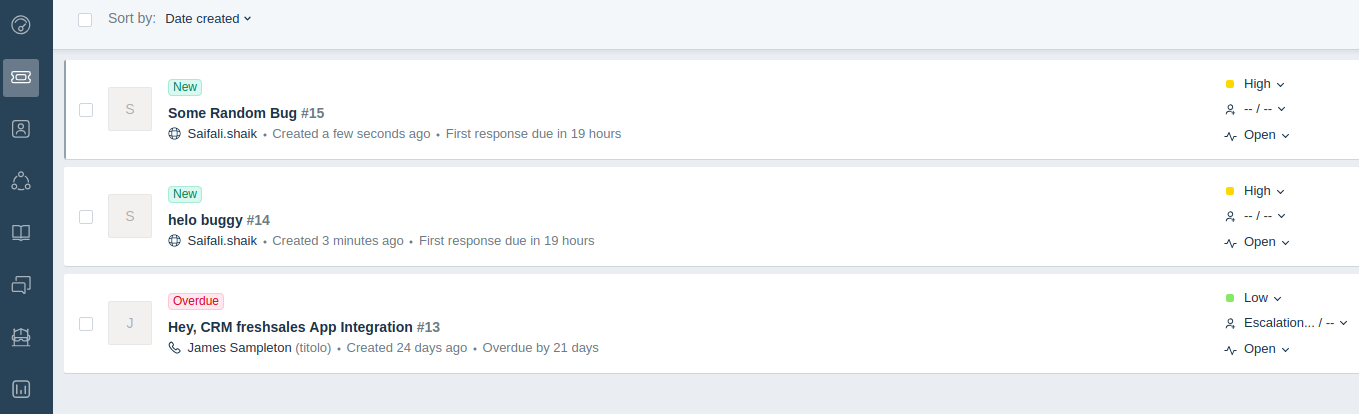 Sort by: Date created
New
S
Some Random Bug #15
Saifali.shaik • Created a few seconds ago • First response due in 19 hours
High
-- / --
Open
New
S
helo buggy #14
Saifali.shaik • Created 3 minutes ago • First response due in 19 hours
High
-- / --
Open
Overdue
J
Hey, CRM freshsales App Integration #13
James Sampleton (titolo) • Created 24 days ago • Overdue by 21 days
Low
Escalation... / --
Open